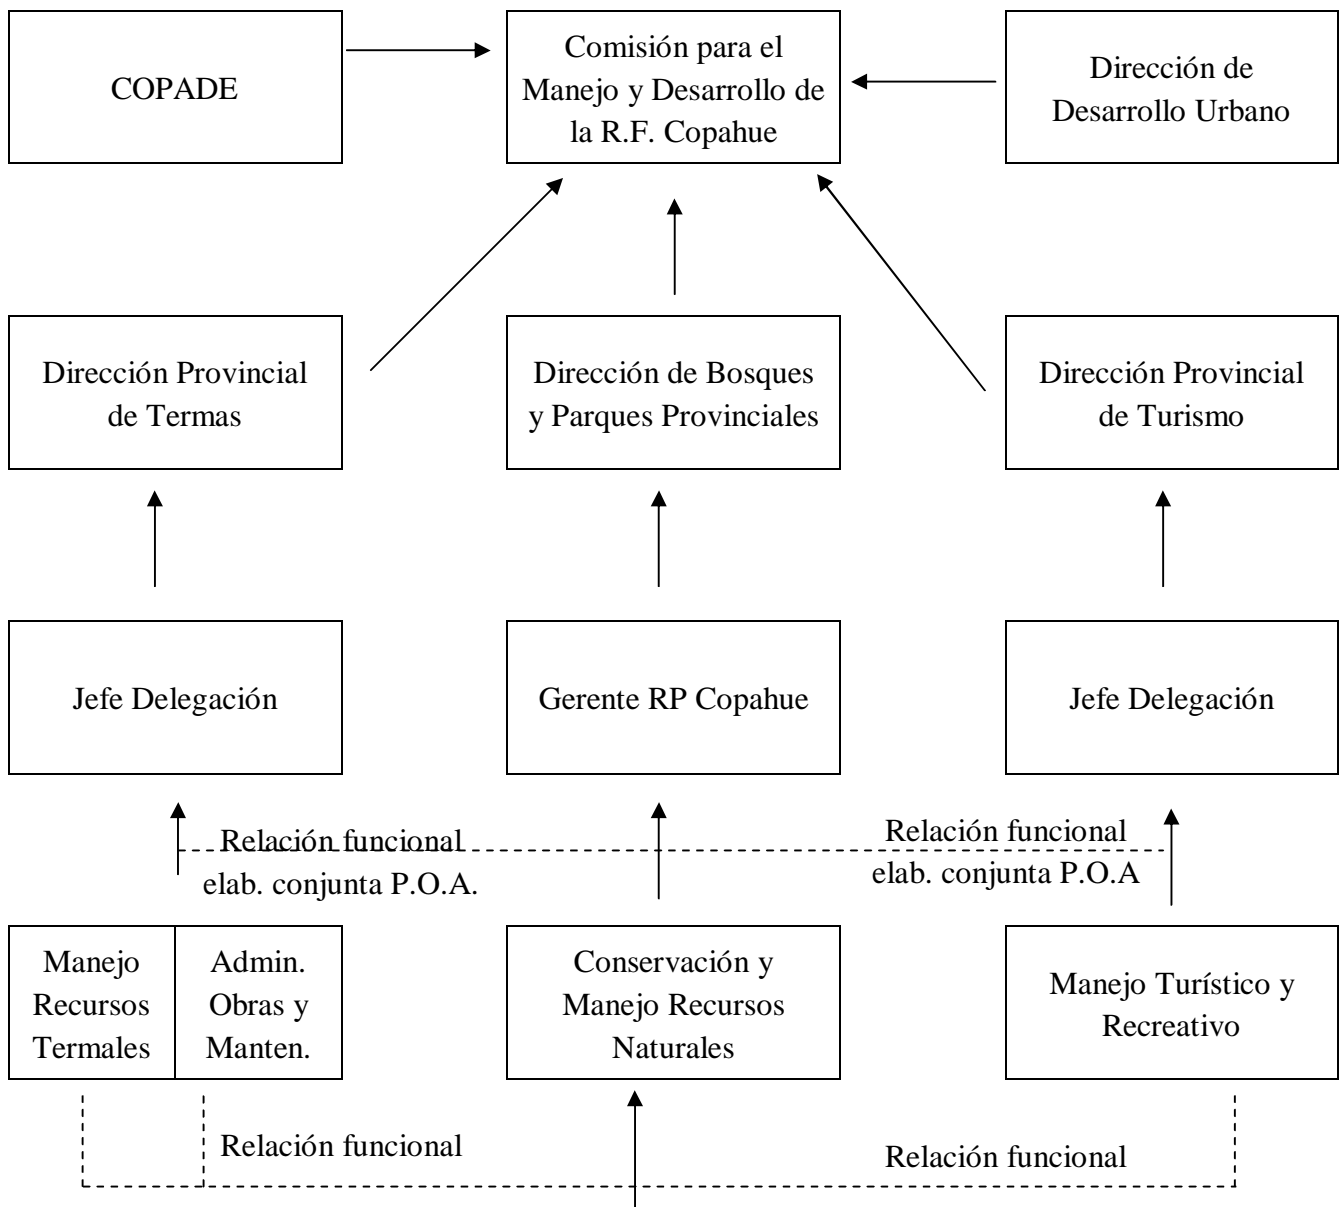 COPADE
Comisión para el
Manejo y Desarrollo de
la R.F. Copahue
Dirección de
Desarrollo Urbano
Dirección Provincial
de Termas
Dirección de Bosques
y Parques Provinciales
Dirección Provincial
de Turismo
Jefe Delegación
Gerente RP Copahue
Jefe Delegación
Relación funcional
elab. conjunta P.O.A.
Relación funcional
elab. conjunta P.O.A
Manejo
Recursos
Termales
Admin.
Obras y
Manten.
Conservación y
Manejo Recursos
Naturales
Manejo Turístico y
Recreativo
Relación funcional
Relación funcional